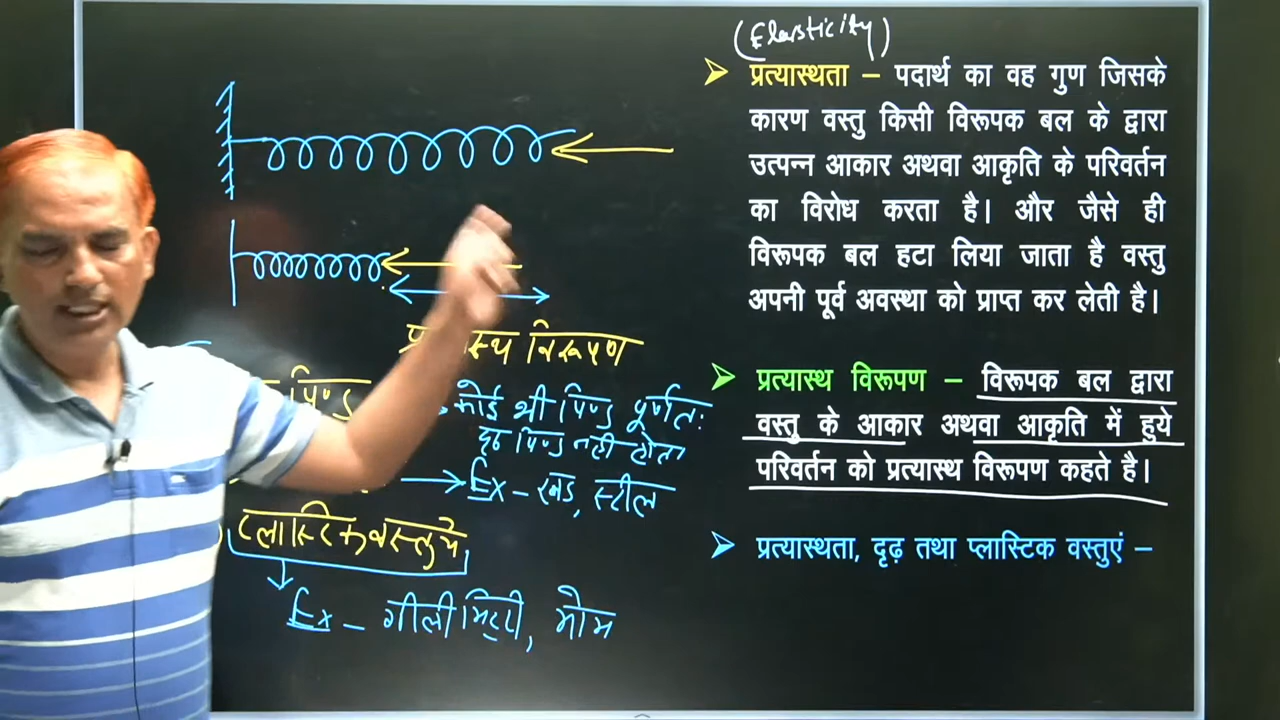 (Elasticity)
प्रत्यास्थता – पदार्थ का वह गुण जिसके
कारण वस्तु किसी विरूपक बल के द्वारा
उत्पन्न आकार अथवा आकृति के परिवर्तन
का विरोध करता है। और जैसे ही
विरूपक बल हटा लिया जाता है वस्तु
अपनी पूर्व अवस्था को प्राप्त कर लेती है।
प्रत्यास्थ विरूपण – विरूपक बल द्वारा
वस्तु के आकार अथवा आकृति में हुये
परिवर्तन को प्रत्यास्थ विरूपण कहते है।
प्रत्यास्थता, दृढ़ तथा प्लास्टिक वस्तुएं –
विरूपण
पिण्ड
कोई भी पिण्ड पूर्णतः
दृढ़ पिण्ड नही होता
Ex – रबड, स्टील
प्लास्टिक वस्तुये
Ex – गीली मिट्टी, मोम